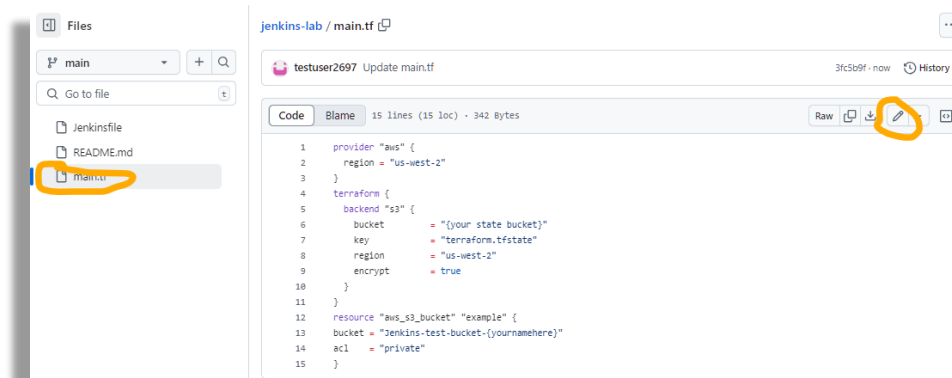 Files
main
Go to file
t
Jenkinsfile
README.md
main.tf
jenkins-lab / main.tf
testuser2697 Update main.tf
3fc5b9f · now
History
Code
Blame
15 lines (15 loc) · 342 Bytes
Raw
1 provider "aws" {
2 region = "us-west-2"
3 }
4 terraform {
5 backend "s3" {
6 bucket = "{your state bucket}"
7 key = "terraform.tfstate"
8 region = "us-west-2"
9 encrypt = true
10 }
11 }
12 resource "aws_s3_bucket" "example" {
13 bucket = "Jenkins-test-bucket-{yournamehere}"
14 acl = "private"
15 }